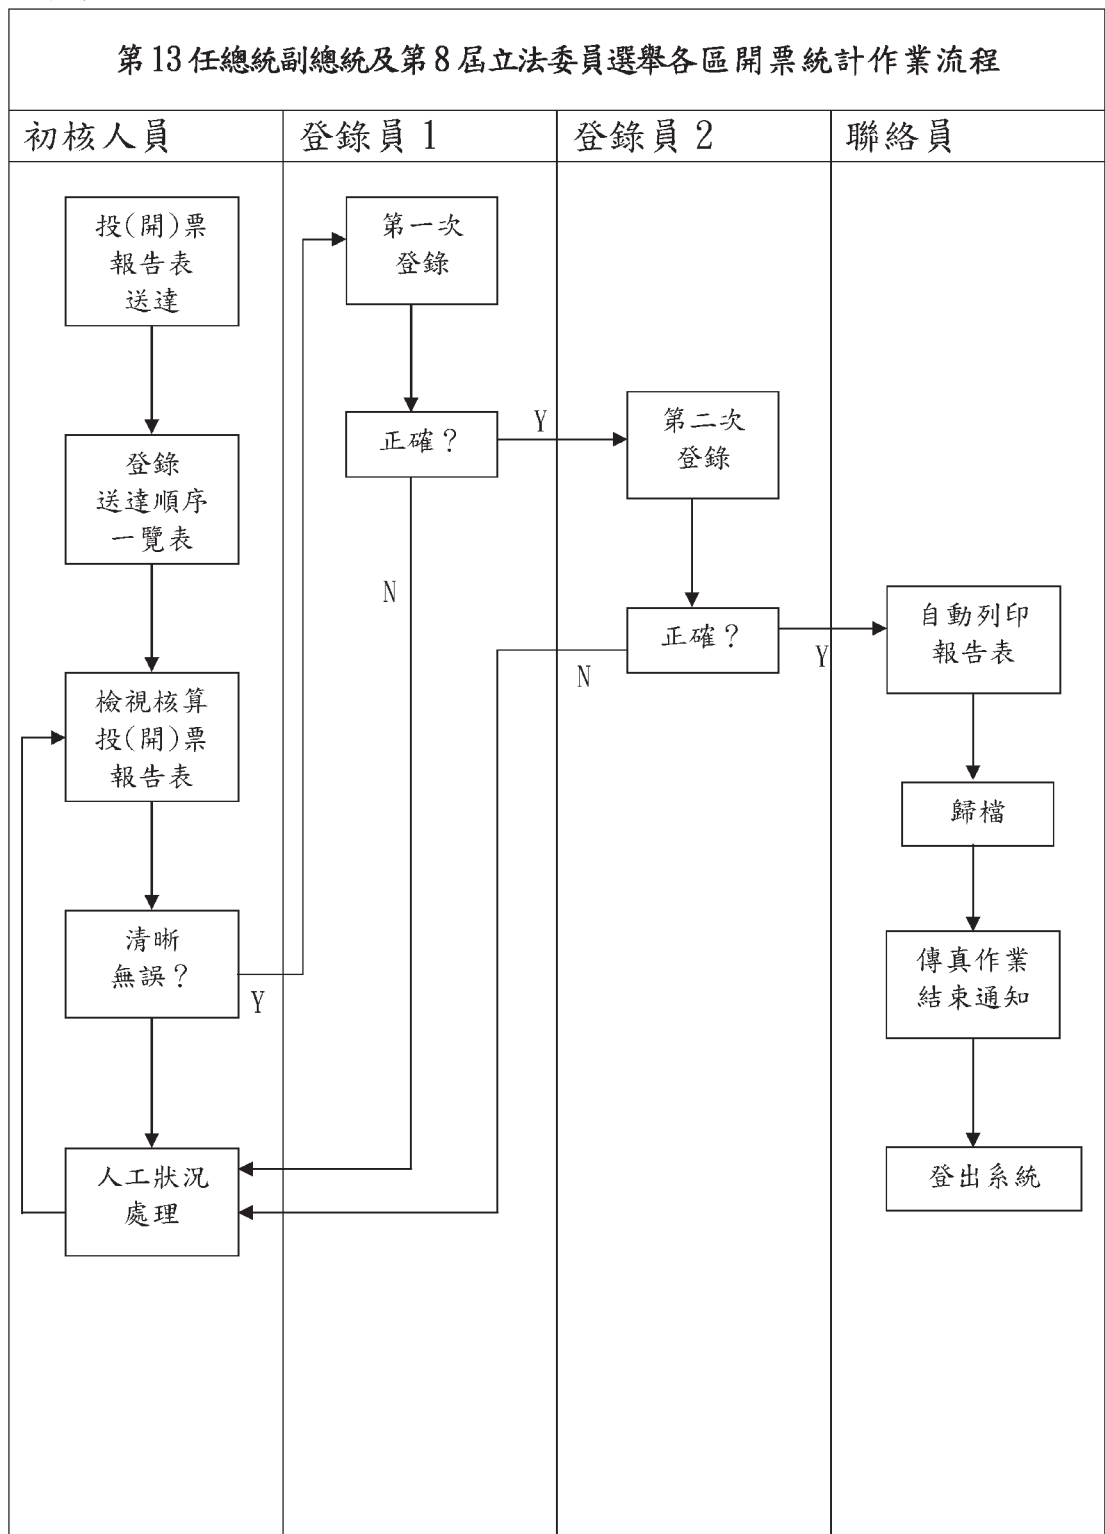 第13任總統副總統及第8屆立法委員選舉各區開票統計作業流程
初核人員
登錄員1
登錄員2
聯絡員
投(開)票
報告表
送達
登錄
送達順序
一覽表
檢視核算
投(開)票
報告表
清晰
無誤?
Y
人工狀況
處理
第一次
登錄
正確?
Y
N
第二次
登錄
正確?
Y
N
自動列印
報告表
歸檔
傳真作業
結束通知
登出系統